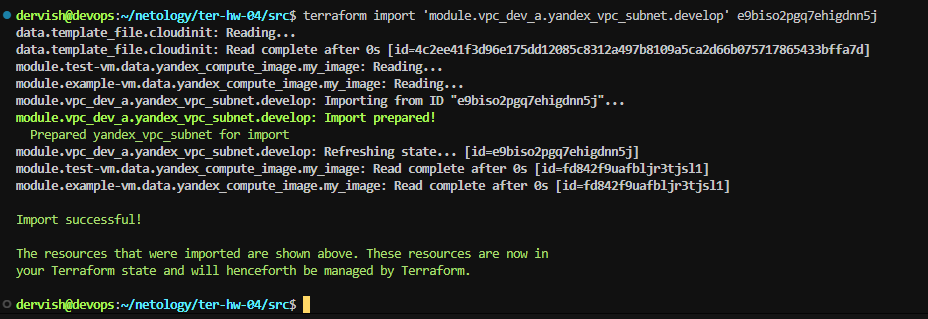 dervish@devops:~/netology/ter-hw-04/src$ terraform import 'module.vpc_dev_a.yandex_vpc_subnet.develop' e9biso2pgq7ehigdnn5j
data.template_file.cloudinit: Reading...
data.template_file.cloudinit: Read complete after 0s [id=4c2ee41f3d96e175dd12085c8312a497b8109a5ca2d66b075717865433bffa7d]
module.test-vm.data.yandex_compute_image.my_image: Reading...
module.example-vm.data.yandex_compute_image.my_image: Reading...
module.vpc_dev_a.yandex_vpc_subnet.develop: Importing from ID "e9biso2pgq7ehigdnn5j"...
module.vpc_dev_a.yandex_vpc_subnet.develop: Import prepared!
  Prepared yandex_vpc_subnet for import
module.vpc_dev_a.yandex_vpc_subnet.develop: Refreshing state... [id=e9biso2pgq7ehigdnn5j]
module.test-vm.data.yandex_compute_image.my_image: Read complete after 0s [id=fd842f9uafbljr3tjsl1]
module.example-vm.data.yandex_compute_image.my_image: Read complete after 0s [id=fd842f9uafbljr3tjsl1]

Import successful!

The resources that were imported are shown above. These resources are now in
your Terraform state and will henceforth be managed by Terraform.

dervish@devops:~/netology/ter-hw-04/src$